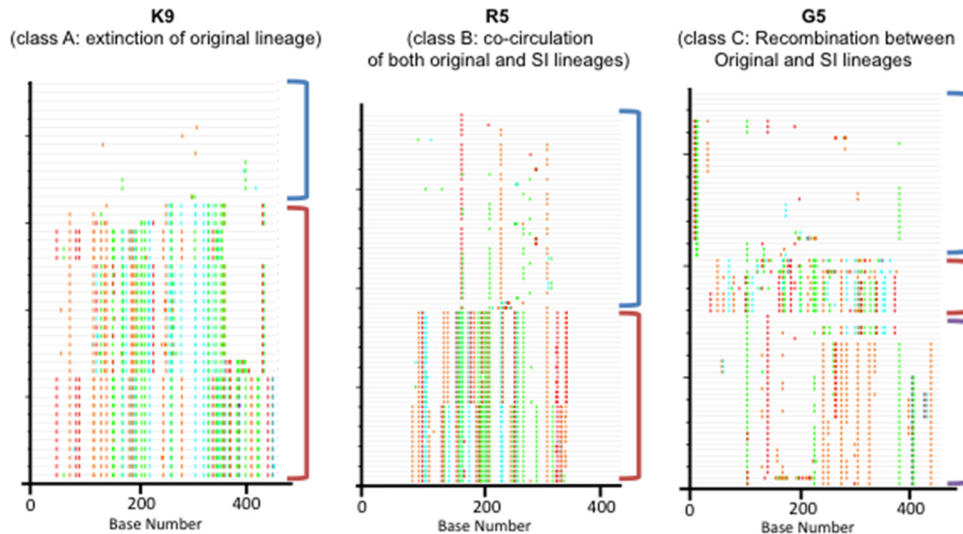 K9
(class A: extinction of original lineage)
R5
(class B: co-circulation
of both original and SI lineages)
G5
(class C: Recombination between
Original and SI lineages
0 200 400
Base Number
0 200 400
Base Number
0 200 400
Base Number